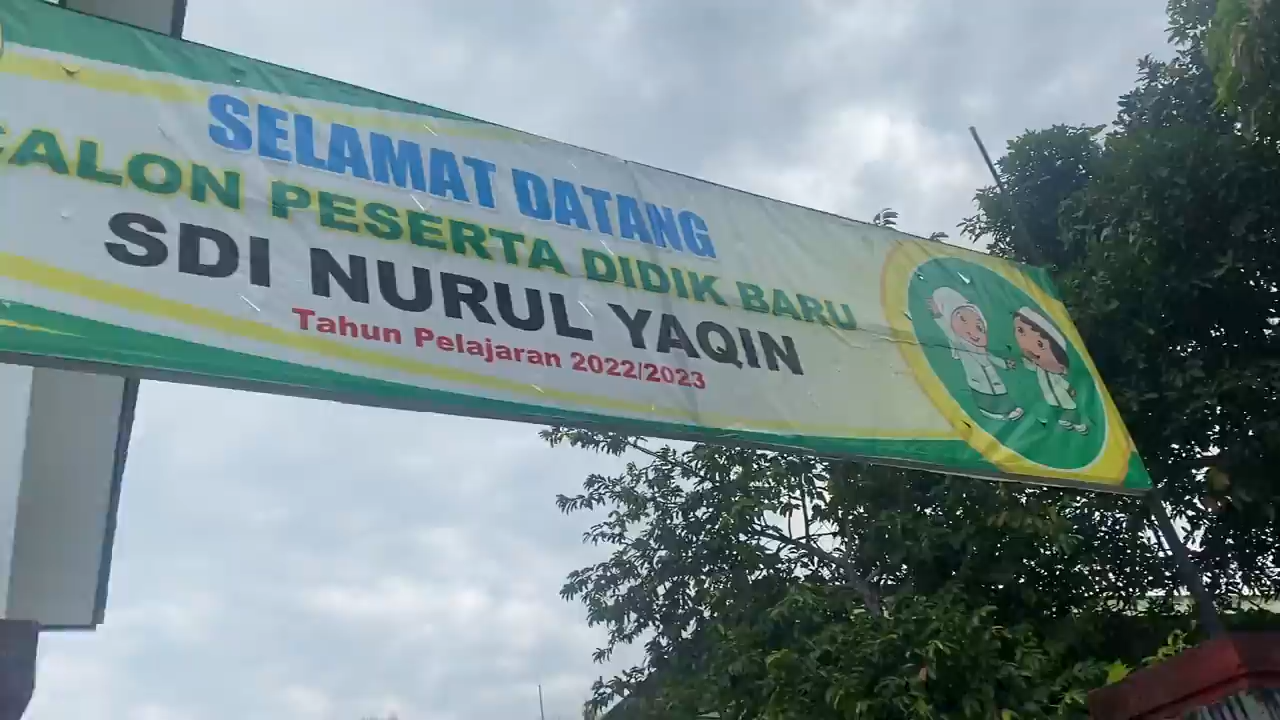 SELAMAT DATANG
CALON PESERTA DIDIK BARU
SDI NURUL YAQIN
Tahun Pelajaran 2022/2023